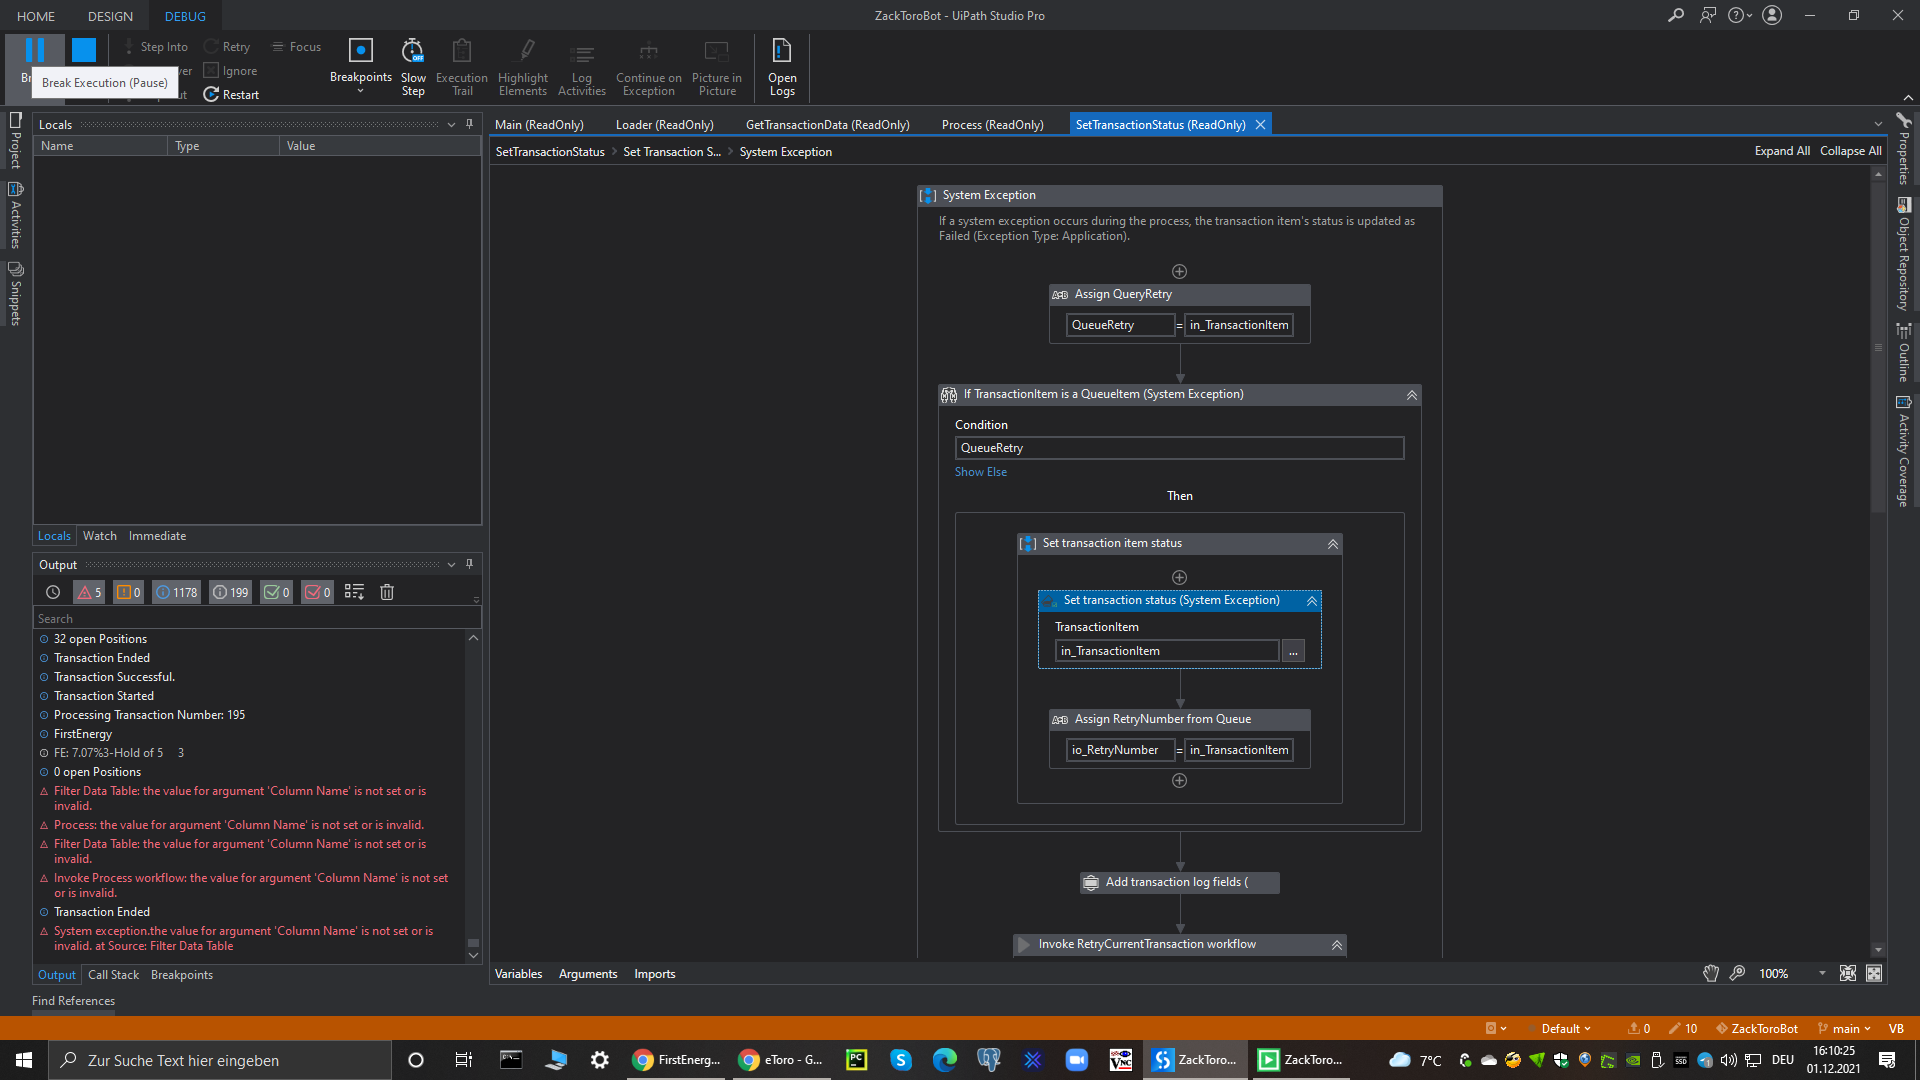 HOME
DESIGN
DEBUG
ZackToroBot - UiPath Studio Pro
Step Into
Retry
Focus
Ignore
Restart
Break Execution (Pause)
Breakpoints
Slow
Step
Execution
Trail
Highlight
Elements
Log
Activities
Continue on
Exception
Picture in
Picture
Open
Logs
Project
Activities
Snippets
Locals
Name
Type
Value
Locals
Watch
Immediate
Output
5
0
1178
199
0
0
Search
32 open Positions
Transaction Ended
Transaction Successful.
Transaction Started
Processing Transaction Number: 195
FirstEnergy
FE: 7.07%3-Hold of 5 3
0 open Positions
Filter Data Table: the value for argument 'Column Name' is not set or is
invalid.
Process: the value for argument 'Column Name' is not set or is invalid.
Filter Data Table: the value for argument 'Column Name' is not set or is
invalid.
Invoke Process workflow: the value for argument 'Column Name' is not set
or is invalid.
Transaction Ended
System exception.the value for argument 'Column Name' is not set or is
invalid. at Source: Filter Data Table
Output
Call Stack
Breakpoints
Find References
Main (ReadOnly)
Loader (ReadOnly)
GetTransactionData (ReadOnly)
Process (ReadOnly)
SetTransactionStatus (ReadOnly)
SetTransactionStatus > Set Transaction S... > System Exception
Expand All
Collapse All
System Exception
If a system exception occurs during the process, the transaction item's status is updated as
Failed (Exception Type: Application).
Assign QueryRetry
QueueRetry = in_TransactionItem
If TransactionItem is a QueueItem (System Exception)
Condition
QueueRetry
Show Else
Then
Set transaction item status
Set transaction status (System Exception)
TransactionItem
in_TransactionItem ...
Assign RetryNumber from Queue
io_RetryNumber = in_TransactionItem
Add transaction log fields (
Invoke RetryCurrentTransaction workflow
Variables
Arguments
Imports
100%
Properties
Object Repository
Outline
Activity Coverage
Default
0
10
ZackToroBot
main
VB
Zur Suche Text hier eingeben
FirstEnerg...
eToro - G...
ZackToro...
ZackToro...
7°C
DEU
16:10:25
01.12.2021